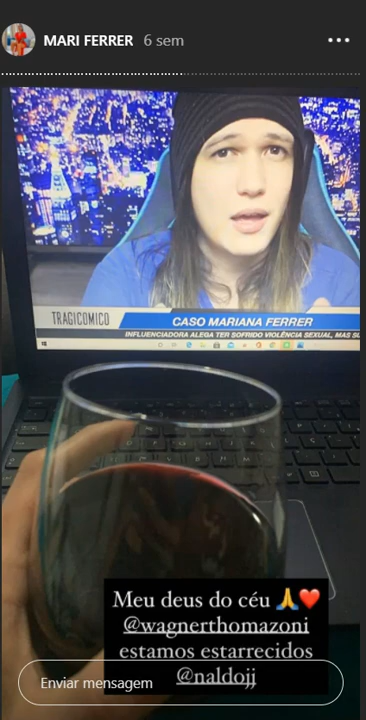 MARI FERRER 6 sem
TRAGICOMICO
CASO MARIANA FERRER
INFLUENCIADORA ALEGA TER SOFRIDO VIOLÊNCIA SEXUAL, MAS
Meu deus do céu 🙏❤️
@wagnerthomazoni
estamos estarrecidos
@naldojj
Enviar mensagem